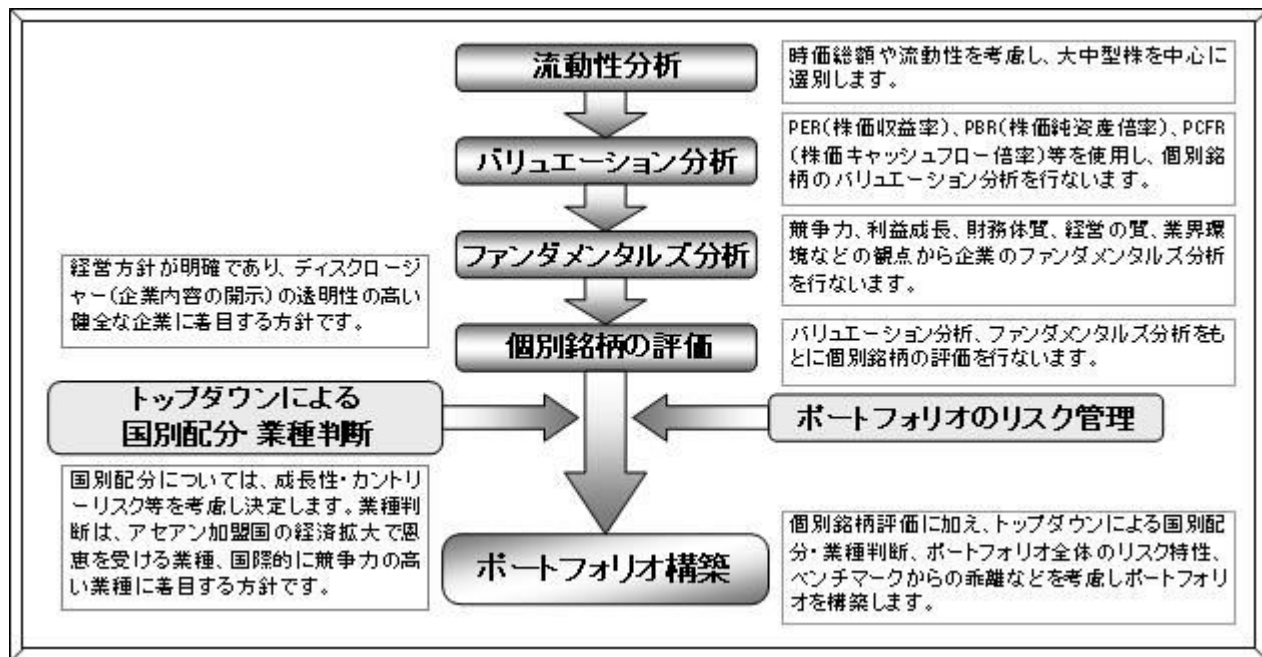 流動性分析
時価総額や流動性を考慮し、大中型株を中心に
選別します。
バリュエーション分析
PER(株価収益率)、PBR(株価純資産倍率)、PCFR
(株価キャッシュフロー倍率)等を使用し、個別銘
柄のバリュエーション分析を行ないます。
ファンダメンタルズ分析
競争力、利益成長、財務体質、経営の質、業界環
境などの観点から企業のファンダメンタルズ分析
を行ないます。
経営方針が明確であり、ディスクロージ
ャー(企業内容の開示)の透明性の高い
健全な企業に着目する方針です。
個別銘柄の評価
バリュエーション分析、ファンダメンタルズ分析をも
とに個別銘柄の評価を行ないます。
トップダウンによる
国別配分・業種判断
ポートフォリオのリスク管理
国別配分については、成長性・カントリ
ーリスク等を考慮し決定します。業種判
断は、アセアン加盟国の経済拡大で恩
恵を受ける業種、国際的に競争力の高
い業種に着目する方針です。
ポートフォリオ構築
個別銘柄評価に加え、トップダウンによる国別配
分・業種判断、ポートフォリオ全体のリスク特性、
ベンチマークからの乖離などを考慮しポートフォリ
オを構築します。